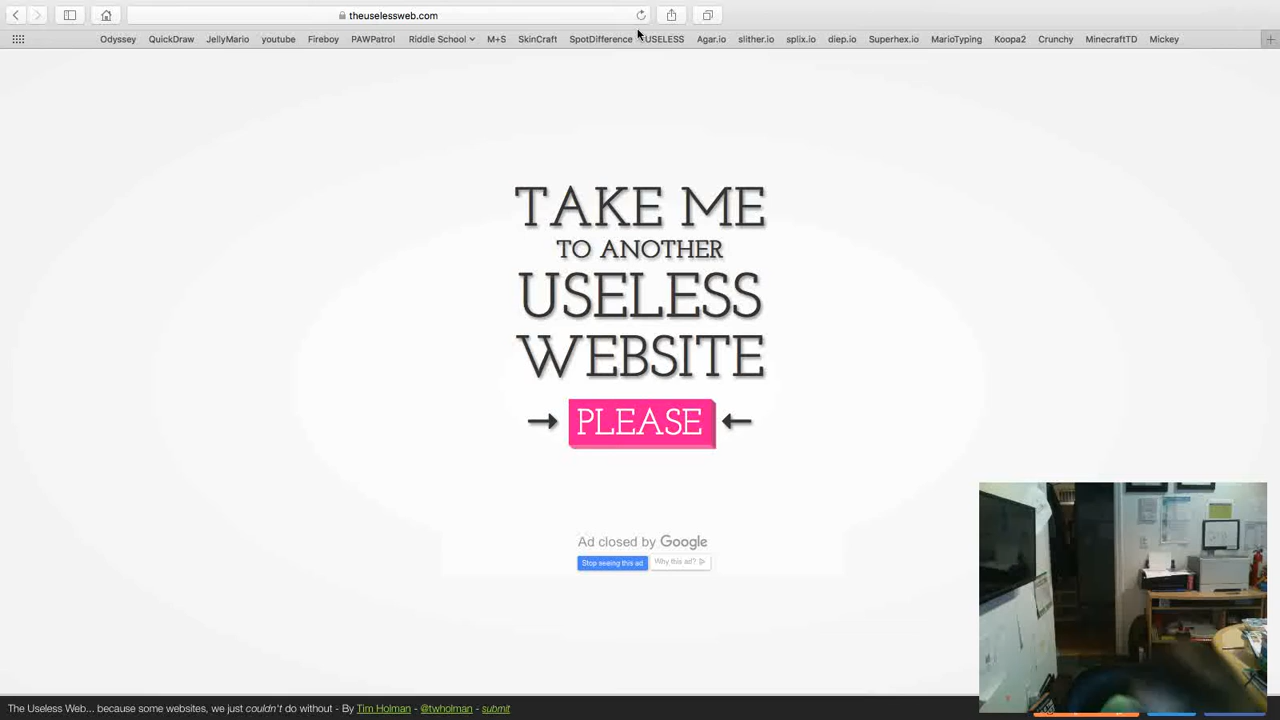 theuselessweb.com
Odyssey QuickDraw JellyMario youtube Fireboy PAWPatrol Riddle School M+S SkinCraft SpotDifference USELESS Agar.io slither.io splix.io diep.io Superhex.io MarioTyping Koopa2 Crunchy MinecraftTD Mickey
TAKE ME
TO ANOTHER
USELESS
WEBSITE
PLEASE
Ad closed by Google
Stop seeing this ad Why this ad?
The Useless Web... because some websites, we just couldn't do without - By Tim Holman - @twholman - submit